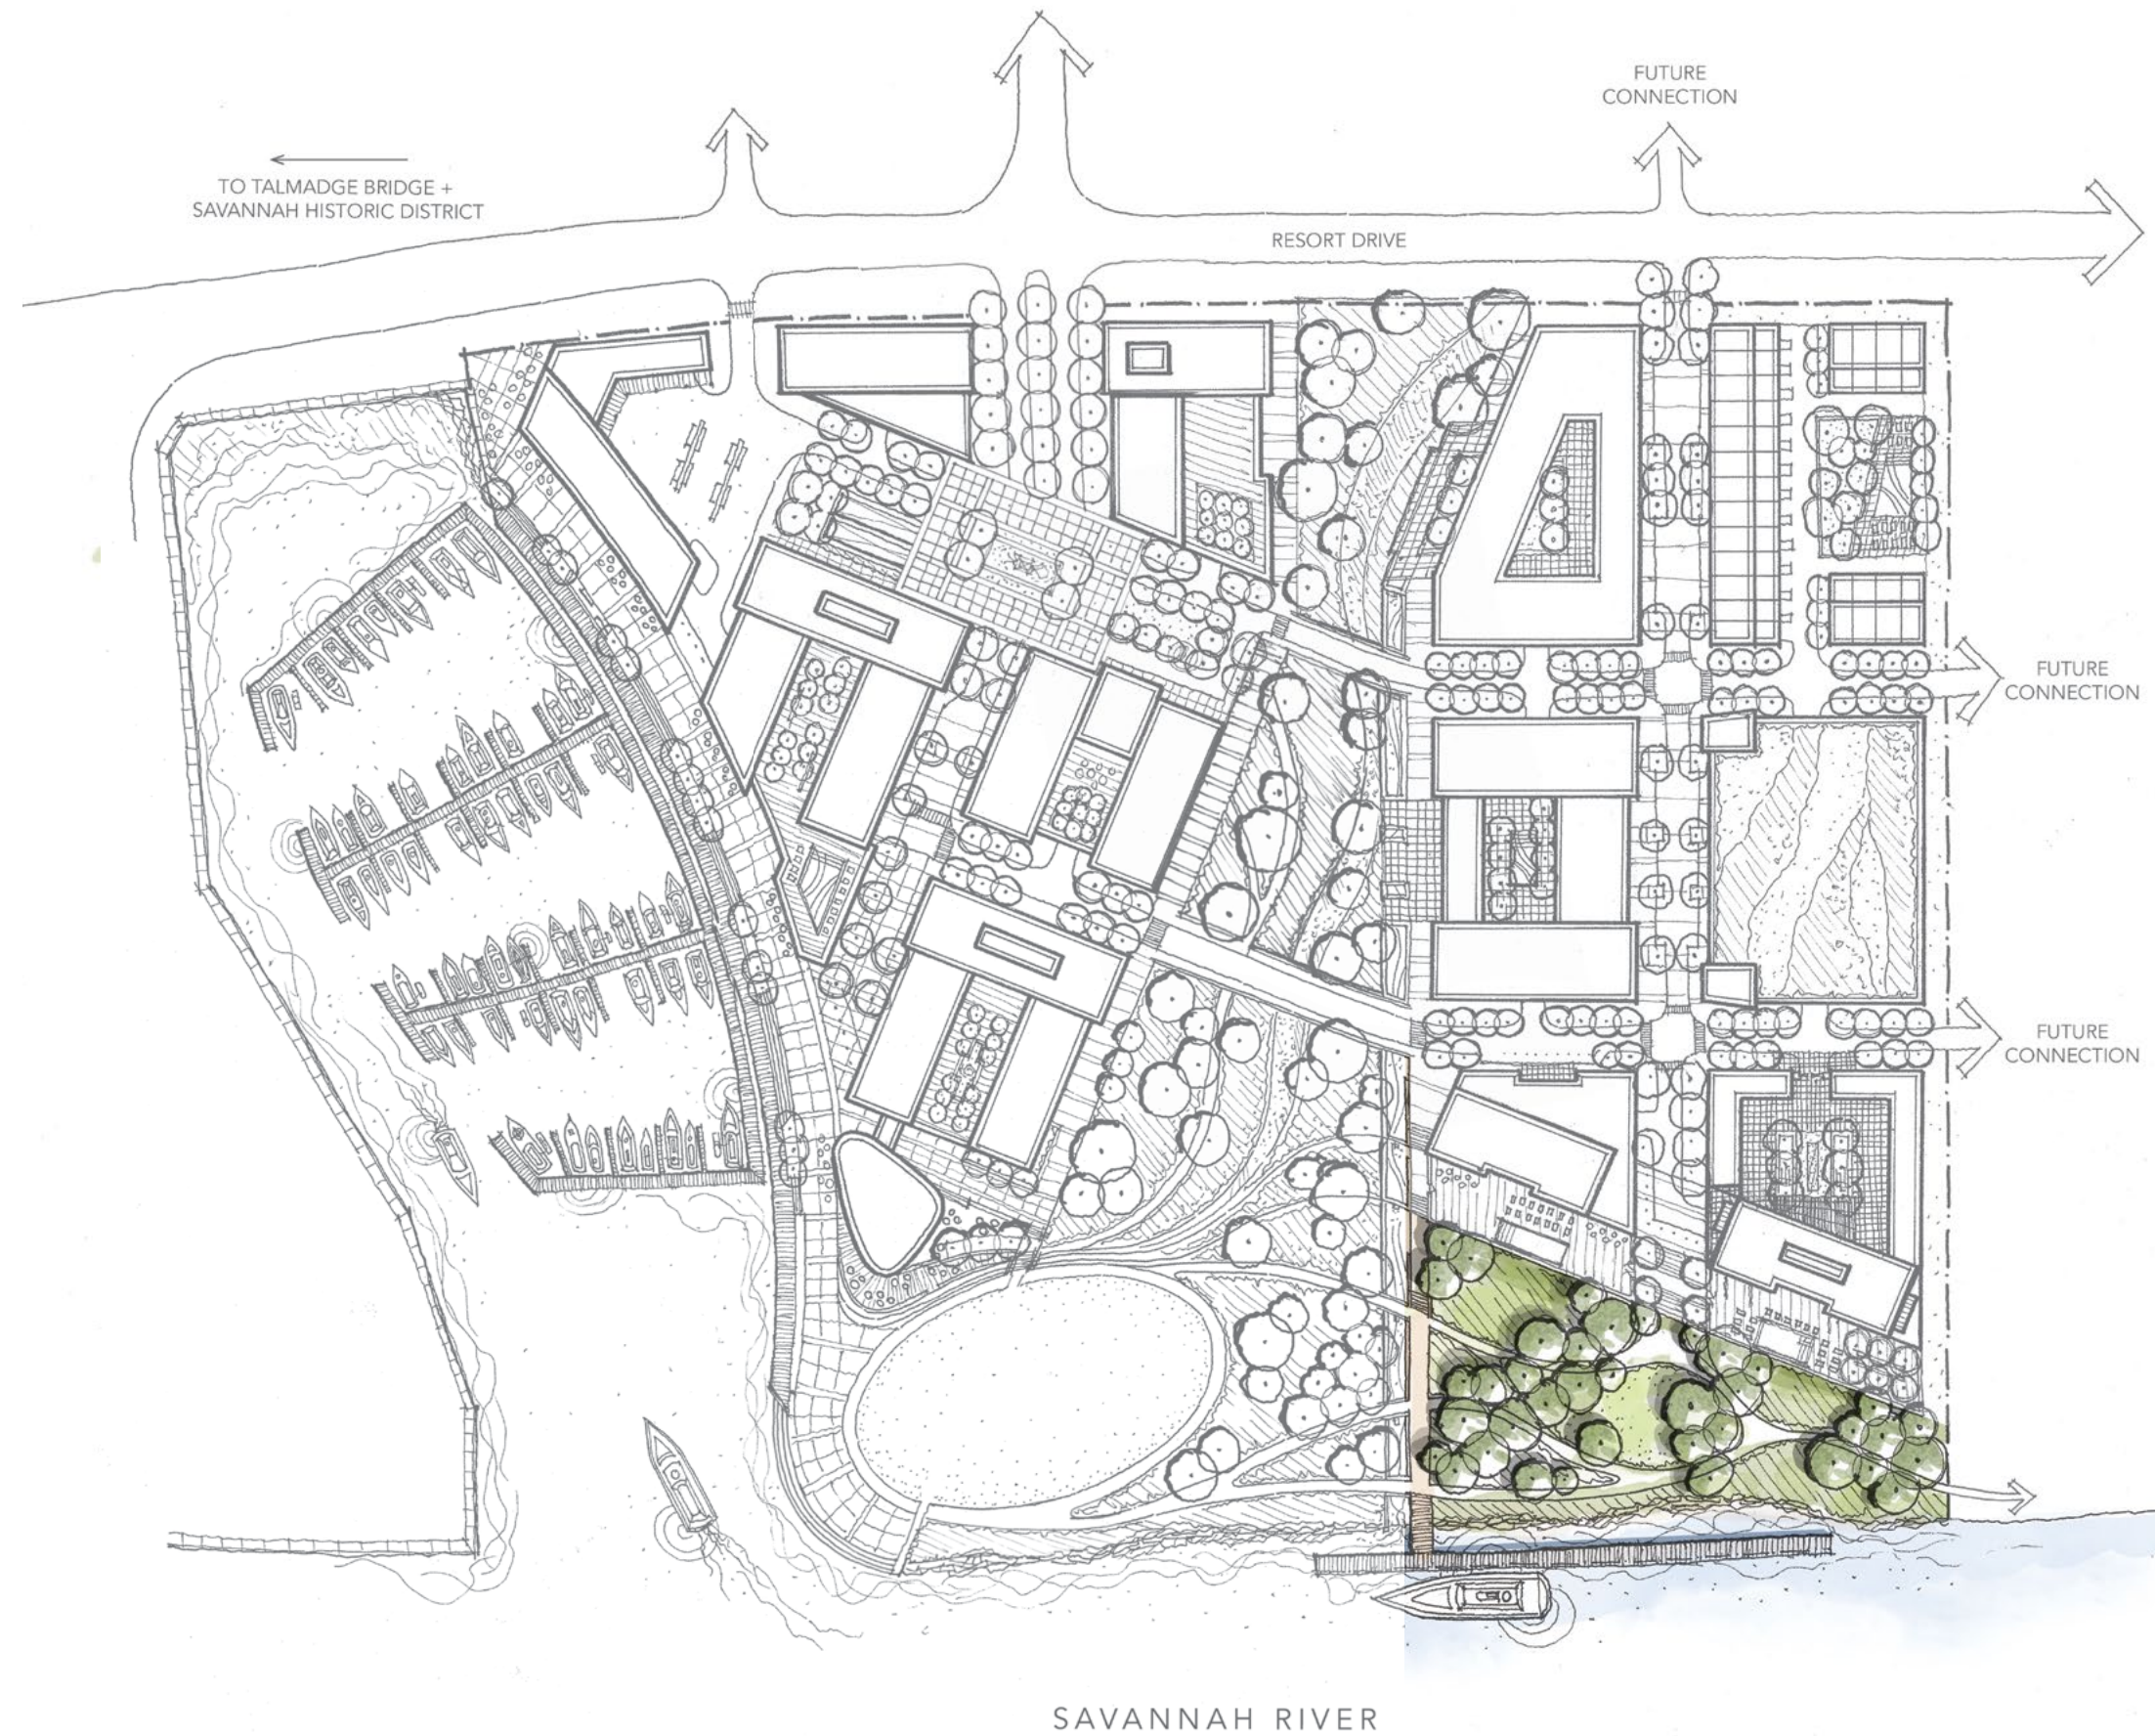 FUTURE
CONNECTION
TO TALMADGE BRIDGE +
SAVANNAH HISTORIC DISTRICT
RESORT DRIVE
FUTURE
CONNECTION
FUTURE
CONNECTION
SAVANNAH RIVER